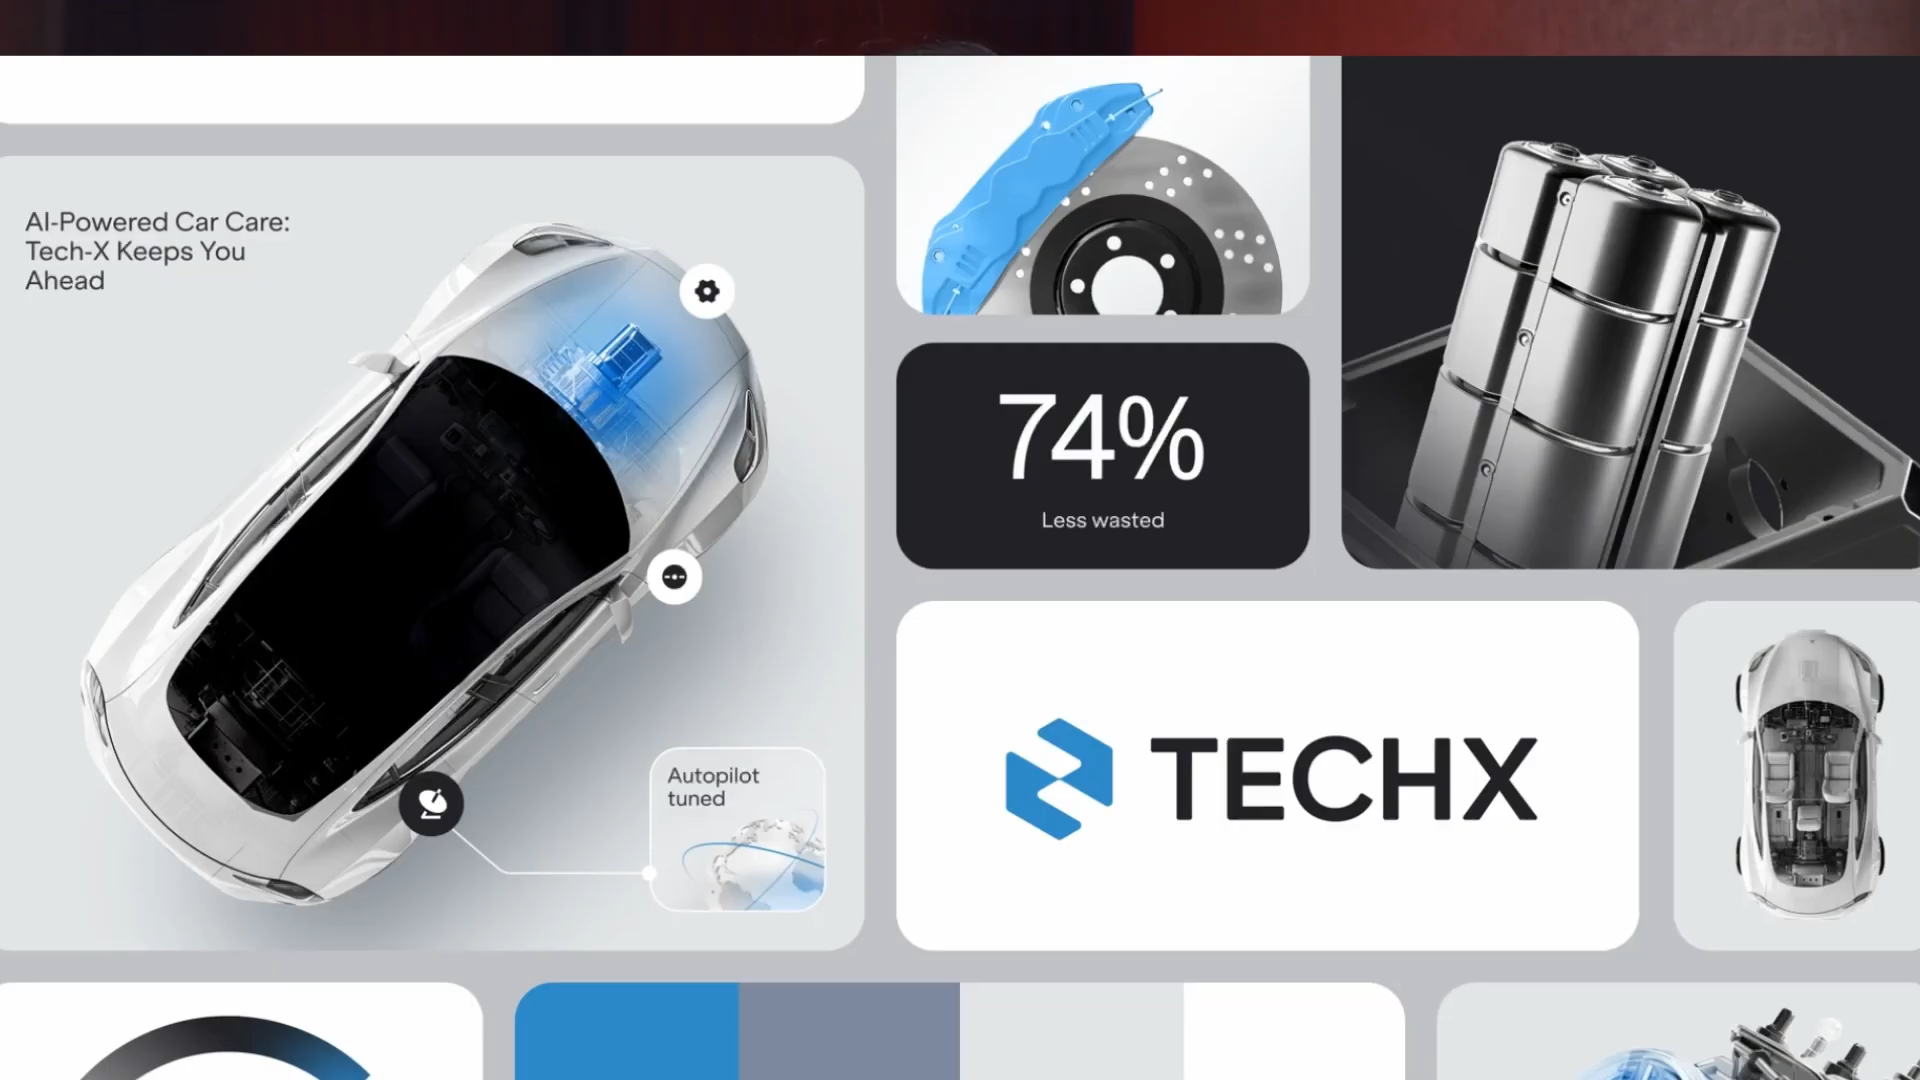 AI-Powered Car Care:
Tech-X Keeps You
Ahead
74%
Less wasted
Autopilot
tuned
TECHX